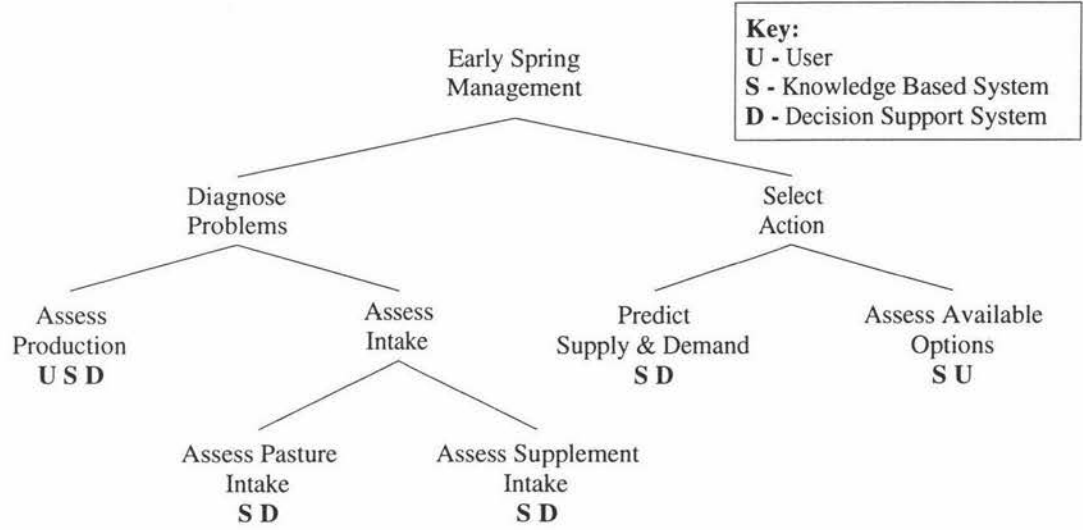 Key:
U - User
S - Knowledge Based System
D - Decision Support System
Early Spring
Management
Diagnose
Problems
Select
Action
Assess
Production
U S D
Assess
Intake
Predict
Supply & Demand
S D
Assess Available
Options
S U
Assess Pasture
Intake
S D
Assess Supplement
Intake
S D